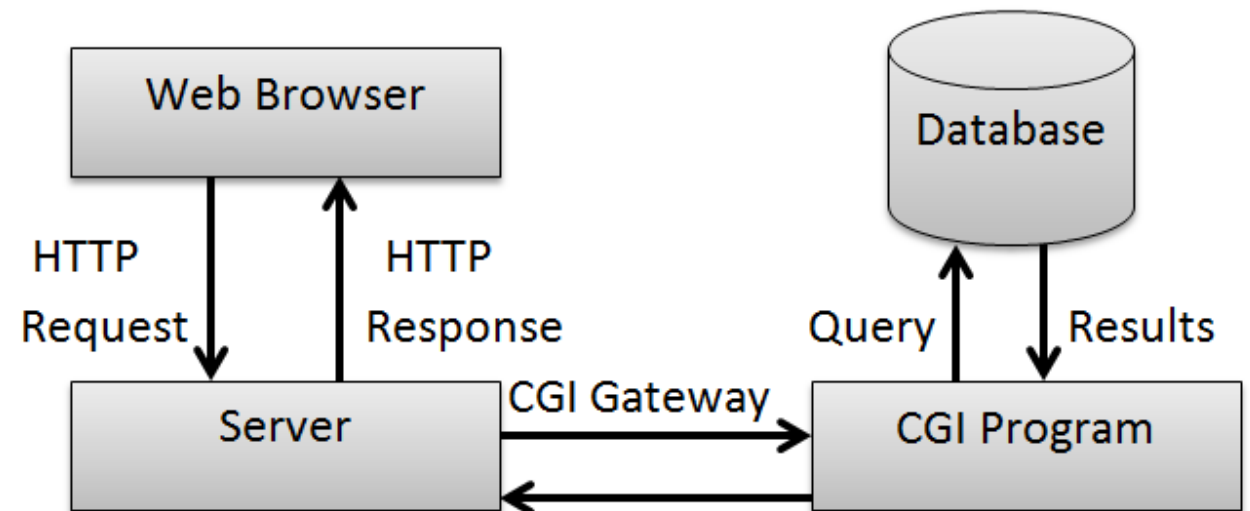 Web Browser
Database
HTTP
Request
HTTP
Response
Query
Results
Server
CGI Gateway
CGI Program